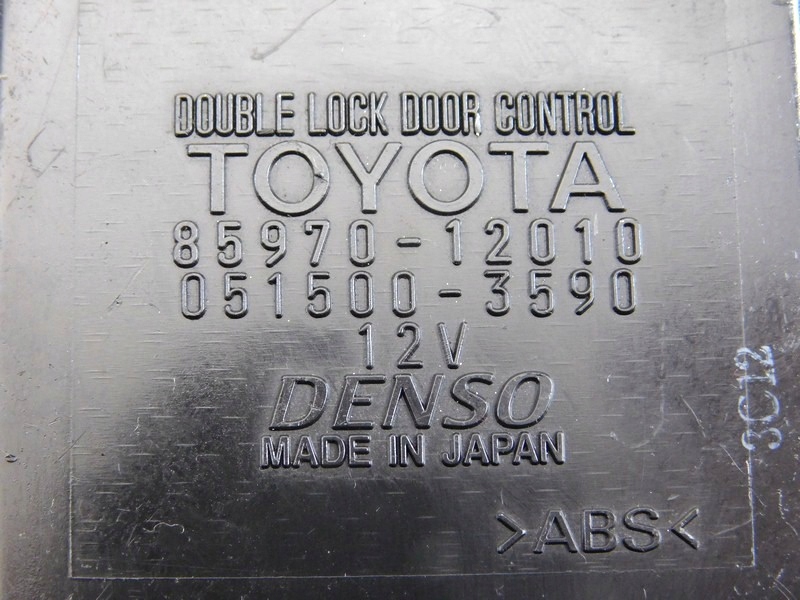 DOUBLE LOCK DOOR CONTROL
TOYOTA
85970-12010
051500-3590
12V
DENSO
MADE IN JAPAN
3C12
>ABS<